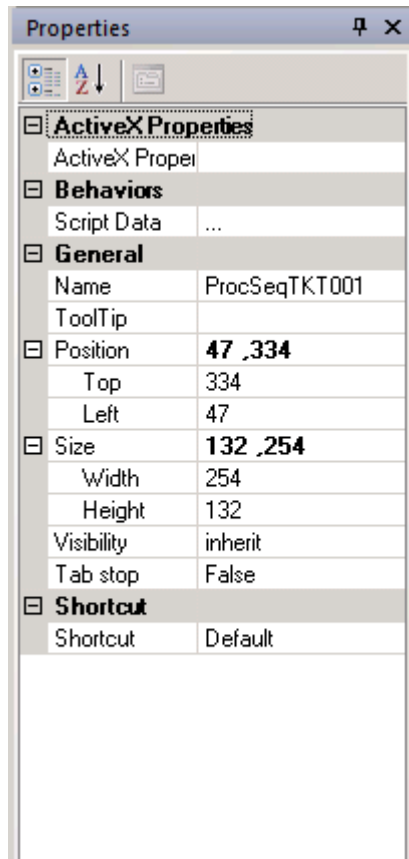 Properties
ActiveX Properties
ActiveX Proper
Behaviors
Script Data ...
General
Name ProcSeqTKT001
ToolTip
Position 47 ,334
Top 334
Left 47
Size 132 ,254
Width 254
Height 132
Visibility inherit
Tab stop False
Shortcut
Shortcut Default